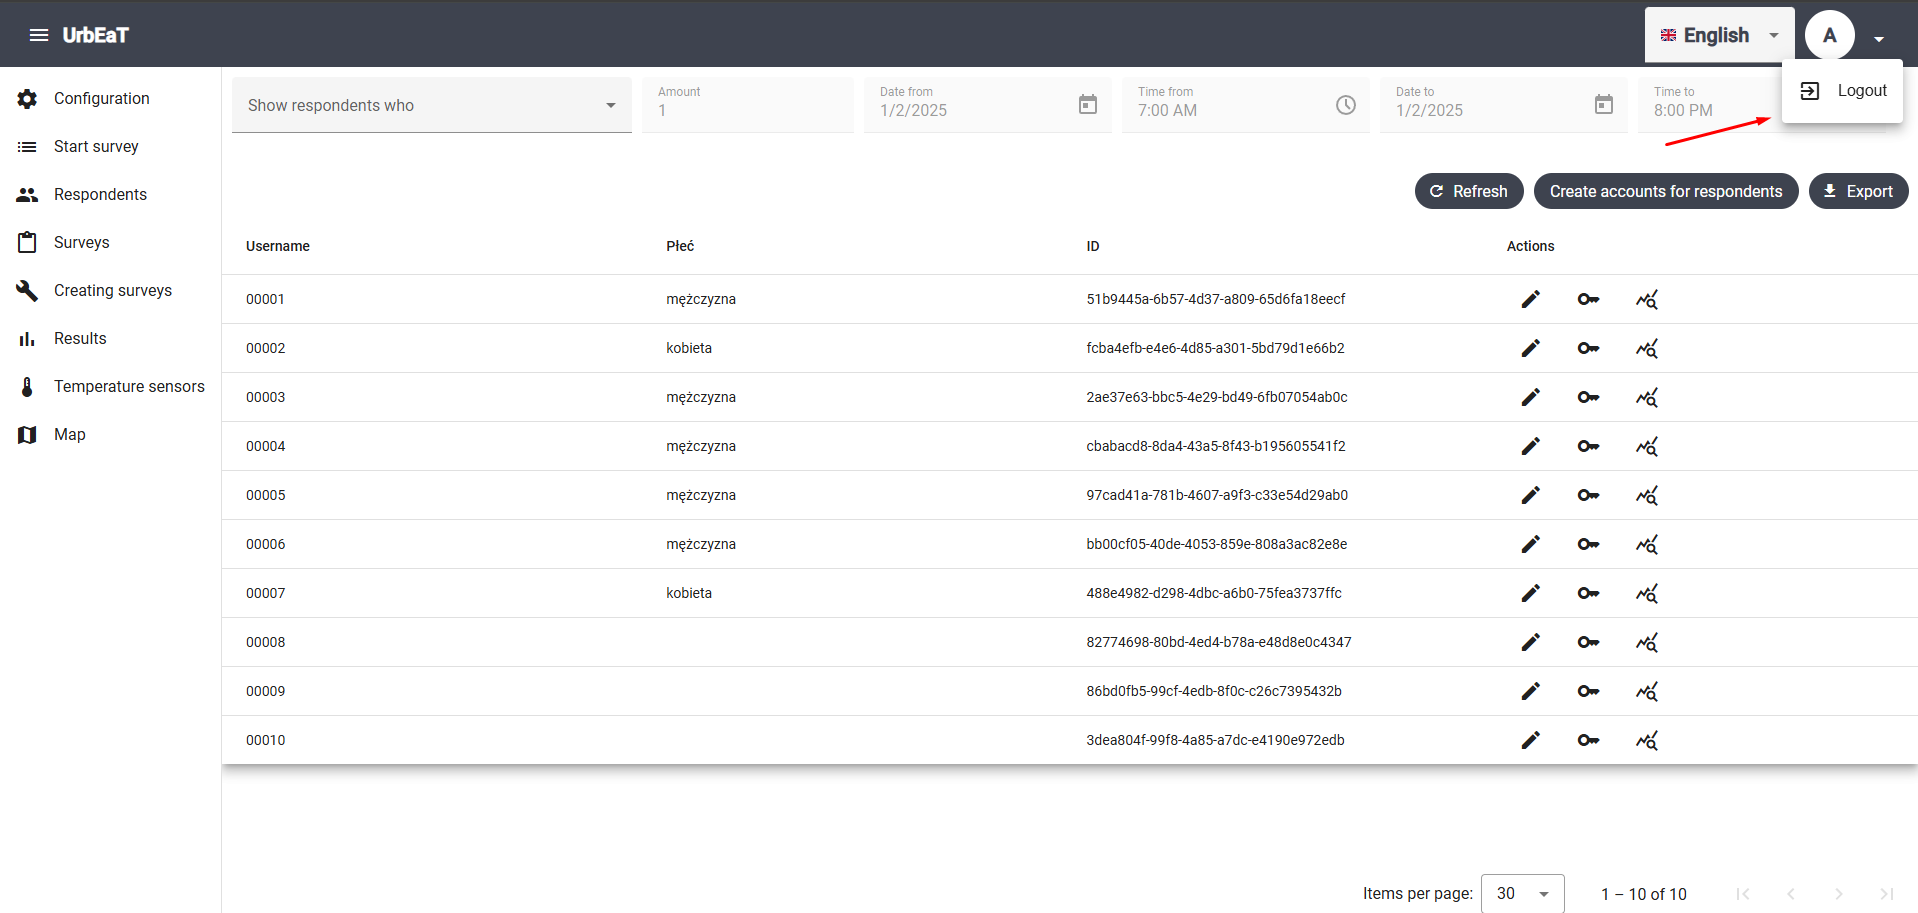 UrbEaT
English
A
Logout
Configuration
Start survey
Respondents
Surveys
Creating surveys
Results
Temperature sensors
Map
Show respondents who
Amount
1
Date from
1/2/2025
Time from
7:00 AM
Date to
1/2/2025
Time to
8:00 PM
Refresh
Create accounts for respondents
Export
Username Płeć ID Actions
00001 mężczyzna 51b9445a-6b57-4d37-a809-65d6fa18eecf
00002 kobieta fcba4efb-e4e6-4d85-a301-5bd79d1e66b2
00003 mężczyzna 2ae37e63-bbc5-4e29-bd49-6fb07054ab0c
00004 mężczyzna cbabacd8-8da4-43a5-8f43-b195605541f2
00005 mężczyzna 97cad41a-781b-4607-a9f3-c33e54d29ab0
00006 mężczyzna bb00cf05-40de-4053-859e-808a3ac82e8e
00007 kobieta 488e4982-d298-4dbc-a6b0-75fea3737ffc
00008 82774698-80bd-4ed4-b78a-e48d8e0c4347
00009 86bd0fb5-99cf-4edb-8f0c-c26c7395432b
00010 3dea804f-99f8-4a85-a7dc-e4190e972edb
Items per page: 30 1 – 10 of 10